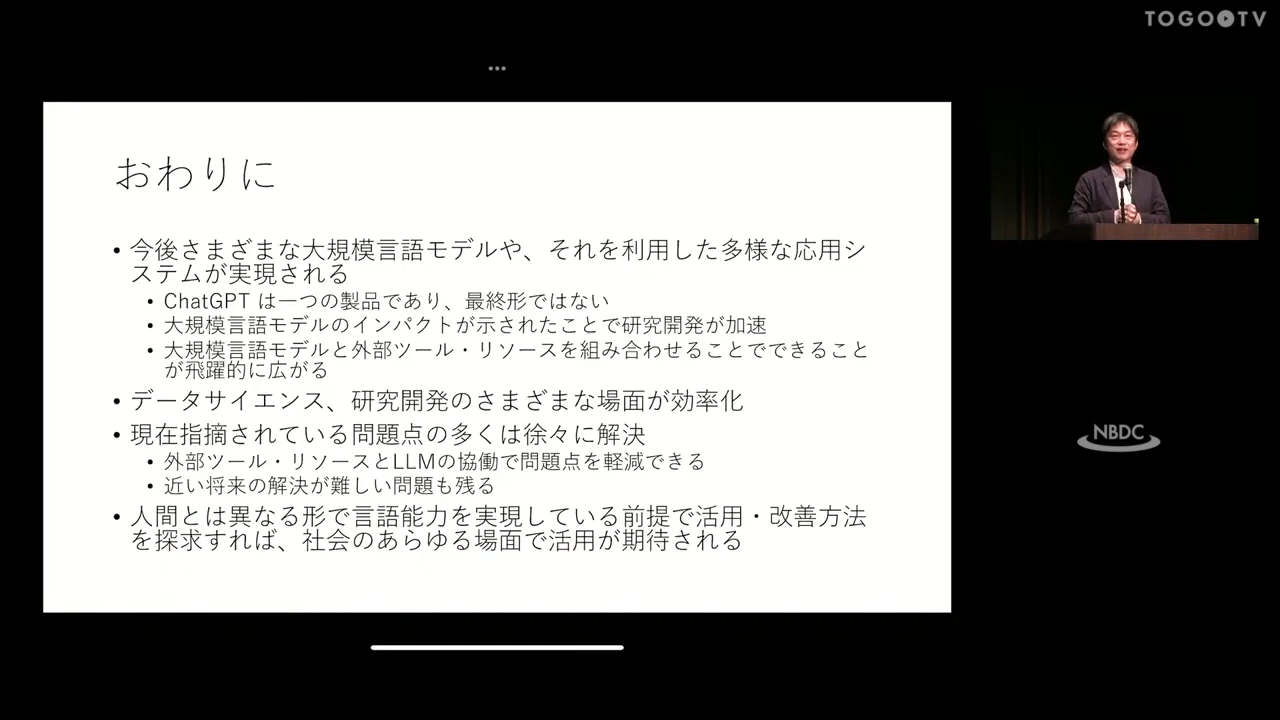 TOGO TV
おわりに
• 今後さまざまな大規模言語モデルや、それを利用した多様な応用シ
ステムが実現される
• ChatGPT は一つの製品であり、最終形ではない
• 大規模言語モデルのインパクトが示されたことで研究開発が加速
• 大規模言語モデルと外部ツール・リソースを組み合わせることでできること
が飛躍的に広がる
• データサイエンス、研究開発のさまざまな場面が効率化
• 現在指摘されている問題点の多くは徐々に解決
• 外部ツール・リソースとLLMの協働で問題点を軽減できる
• 近い将来の解決が難しい問題も残る
• 人間とは異なる形で言語能力を実現している前提で活用・改善方法
を探求すれば、社会のあらゆる場面で活用が期待される
NBDC